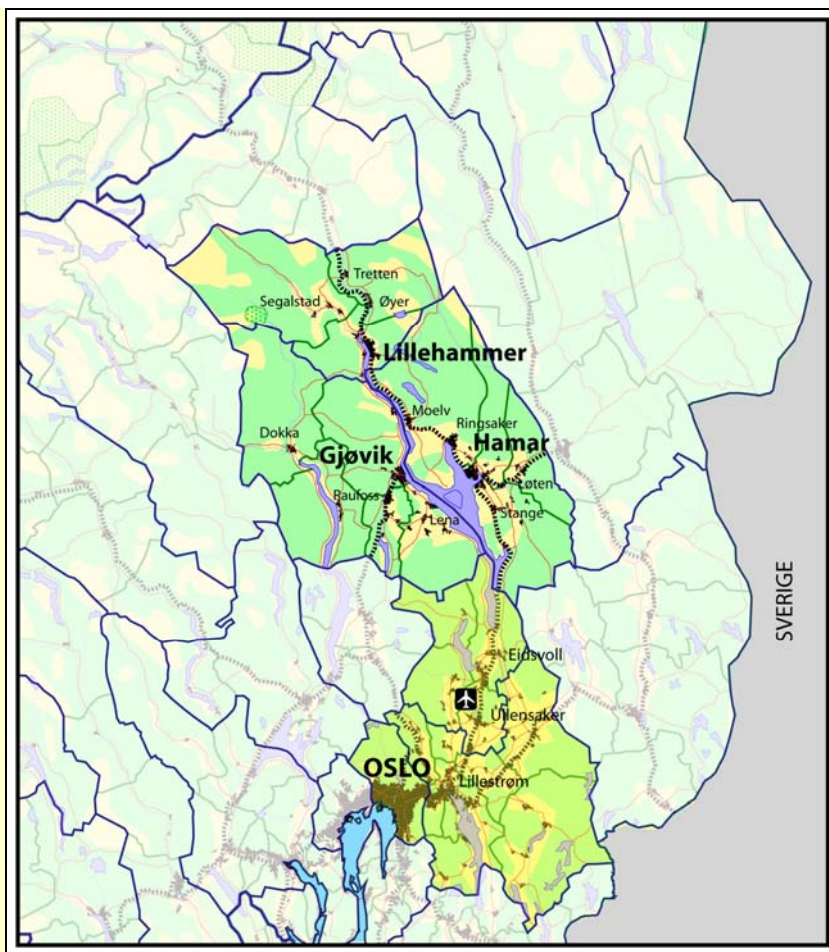 Tretten
Segalstad
Øyer
Lillehammer
Moelv
Ringsaker
Dokka
Gjøvik
Hamar
Løten
Raufoss
Stange
Lena
SVERIGE
Eidsvoll
Ullensaker
OSLO
Lillestrøm